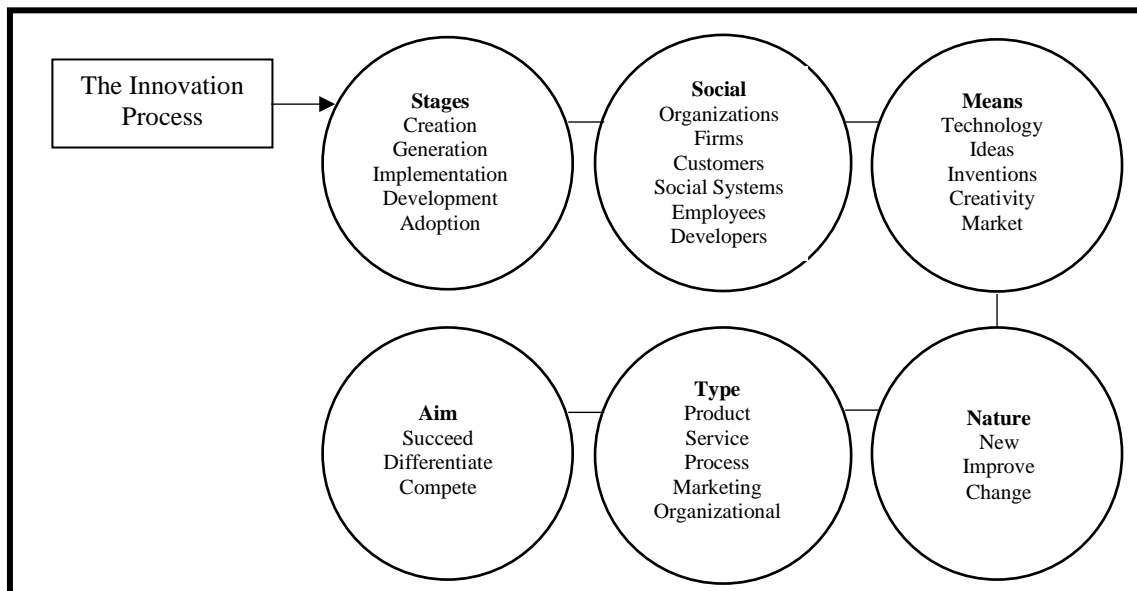 The Innovation
Process
Stages
Creation
Generation
Implementation
Development
Adoption
Social
Organizations
Firms
Customers
Social Systems
Employees
Developers
Means
Technology
Ideas
Inventions
Creativity
Market
Aim
Succeed
Differentiate
Compete
Type
Product
Service
Process
Marketing
Organizational
Nature
New
Improve
Change